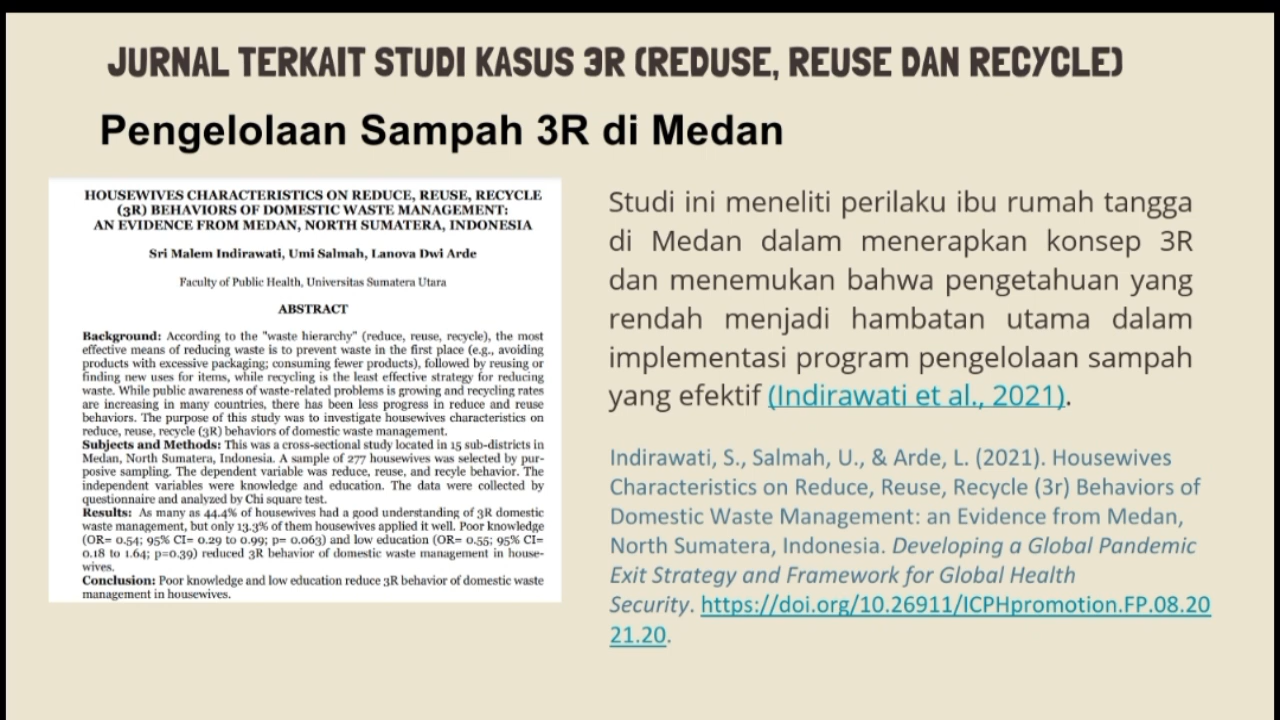 JURNAL TERKAIT STUDI KASUS 3R (REDUSE, REUSE DAN RECYCLE)
Pengelolaan Sampah 3R di Medan
HOUSEWIVES CHARACTERISTICS ON REDUCE, REUSE, RECYCLE
(3R) BEHAVIORS OF DOMESTIC WASTE MANAGEMENT:
AN EVIDENCE FROM MEDAN, NORTH SUMATERA, INDONESIA
Sri Malem Indirawati, Umi Salmah, Lanova Dwi Arde
Faculty of Public Health, Universitas Sumatera Utara
ABSTRACT
Background: According to the "waste hierarchy" (reduce, reuse, recycle), the most
effective means of reducing waste is to prevent waste in the first place (e.g., avoiding
products with excessive packaging; consuming fewer products), followed by reusing or
finding new uses for items, while recycling is the least effective strategy for reducing
waste. While public awareness of waste-related problems is growing and recycling rates
are increasing in many countries, there has been less progress in reduce and reuse
behaviors. The purpose of this study was to investigate housewives characteristics on
reduce, reuse, recycle (3R) behaviors of domestic waste management.
Subjects and Methods: This was a cross-sectional study located in 15 sub-districts in
Medan, North Sumatera, Indonesia. A sample of 277 housewives was selected by pur-
posive sampling. The dependent variable was reduce, reuse, and recyle behavior. The
independent variables were knowledge and education. The data were collected by
questionnaire and analyzed by Chi square test.
Results: As many as 44.4% of housewives had a good understanding of 3R domestic
waste management, but only 13.3% of them housewives applied it well. Poor knowledge
(OR= 0.54; 95% CI= 0.29 to 0.99; p= 0.063) and low education (OR= 0.55; 95% CI=
0.18 to 1.64; p=0.39) reduced 3R behavior of domestic waste management in house-
wives.
Conclusion: Poor knowledge and low education reduce 3R behavior of domestic waste
management in housewives.
Studi ini meneliti perilaku ibu rumah tangga
di Medan dalam menerapkan konsep 3R
dan menemukan bahwa pengetahuan yang
rendah menjadi hambatan utama dalam
implementasi program pengelolaan sampah
yang efektif (Indirawati et al., 2021).
Indirawati, S., Salmah, U., & Arde, L. (2021). Housewives
Characteristics on Reduce, Reuse, Recycle (3r) Behaviors of
Domestic Waste Management: an Evidence from Medan,
North Sumatera, Indonesia. Developing a Global Pandemic
Exit Strategy and Framework for Global Health
Security. https://doi.org/10.26911/ICPHpromotion.FP.08.20
21.20.